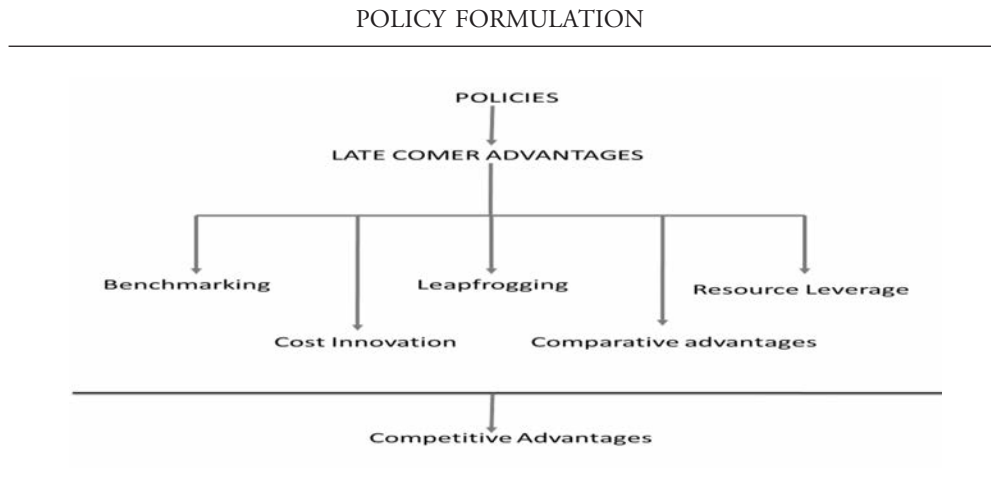 POLICY FORMULATION
POLICIES
LATE COMER ADVANTAGES
Benchmarking
Leapfrogging
Resource Leverage
Cost Innovation
Comparative advantages
Competitive Advantages